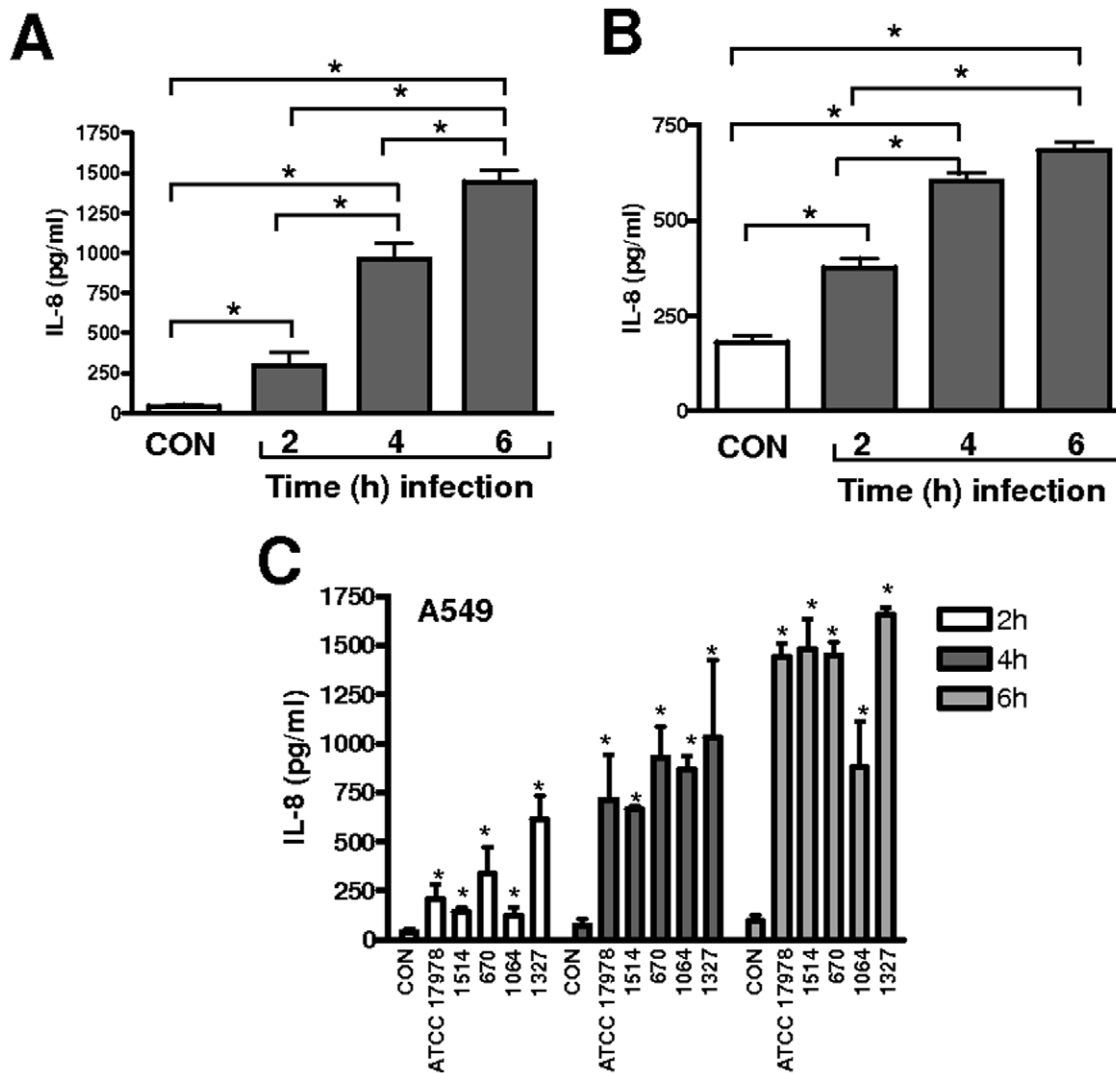 A
*
*
*
*
*
*
IL-8 (pg/ml)
1750
1500
1250
1000
750
500
250
0
CON 2 4 6
Time (h) infection
B
*
*
*
*
*
IL-8 (pg/ml)
750
500
250
0
CON 2 4 6
Time (h) infection
C
A549
IL-8 (pg/ml)
1750
1500
1250
1000
750
500
250
0
* * * * *
* * * * *
* * * * *
2h
4h
6h
CON
ATCC 17978
1514
670
1064
1327
CON
ATCC 17978
1514
670
1064
1327
CON
ATCC 17978
1514
670
1064
1327